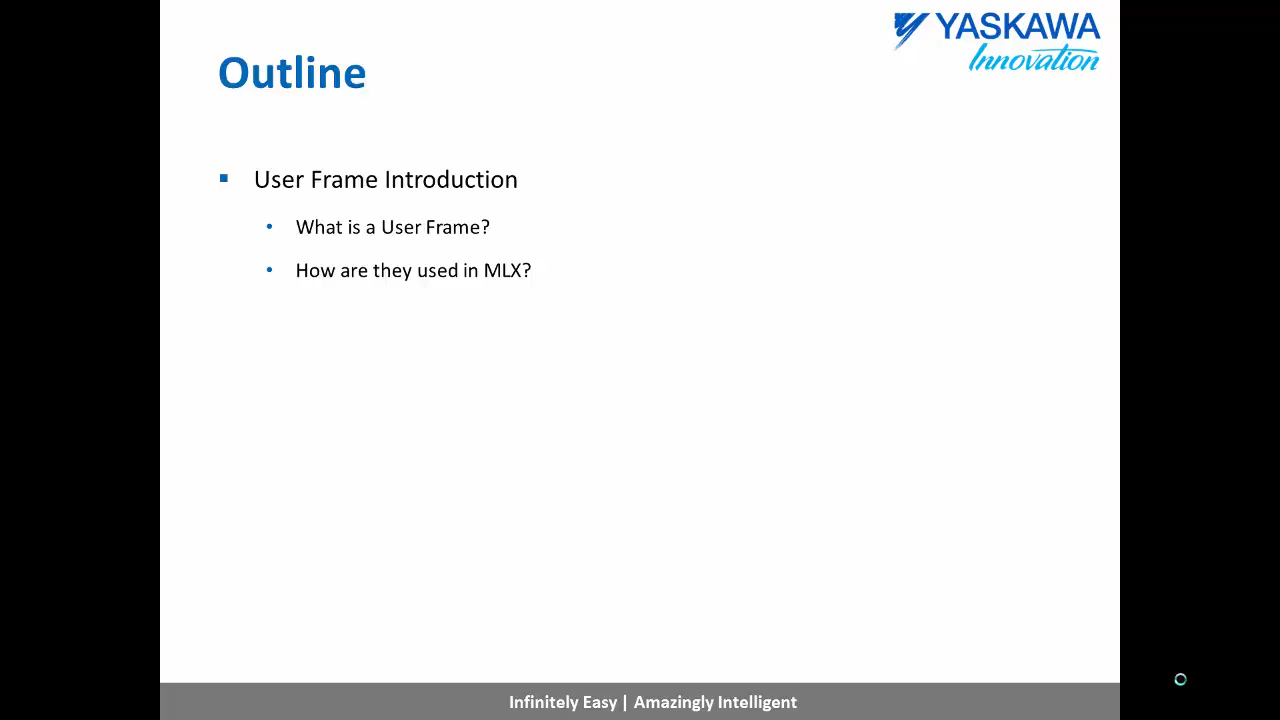 YASKAWA
Innovation
Outline
User Frame Introduction
What is a User Frame?
How are they used in MLX?
Infinitely Easy | Amazingly Intelligent